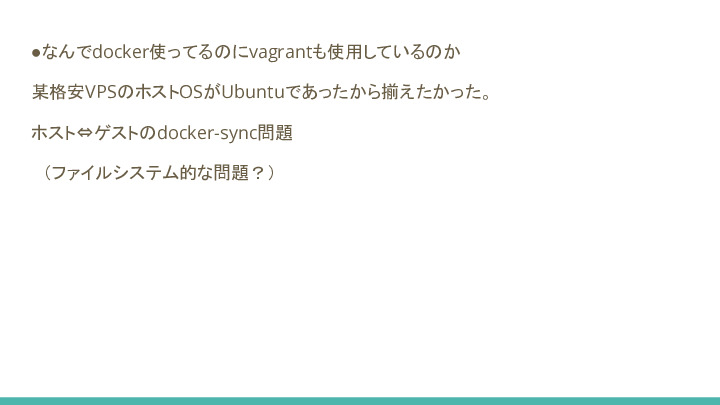 ●なんでdocker使ってるのにvagrantも使用しているのか
某格安VPSのホストOSがUbuntuであったから揃えたかった。
ホスト⇔ゲストのdocker-sync問題
（ファイルシステム的な問題？）